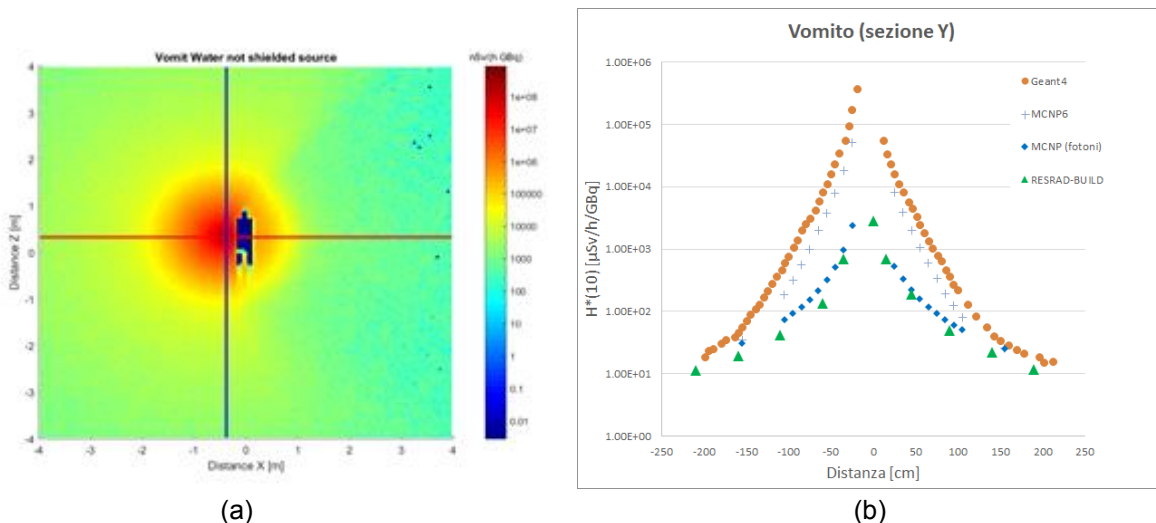 Vomit Water not shielded source
nSv/(h GBq)
4
3
2
1
0
-1
-2
-3
-4
Distance Z [m]
-4
-3
-2
-1
0
1
2
3
4
Distance X [m]
1e+08
1e+07
1e+06
100000
10000
1000
100
10
1
0.1
0.01
(a)
Vomito (sezione Y)
1.00E+06
1.00E+05
1.00E+04
1.00E+03
1.00E+02
1.00E+01
1.00E+00
H*(10) [µSv/h/GBq]
-250
-200
-150
-100
-50
0
50
100
150
200
250
Distanza [cm]
Geant4
MCNP6
MCNP (fotoni)
RESRAD-BUILD
(b)